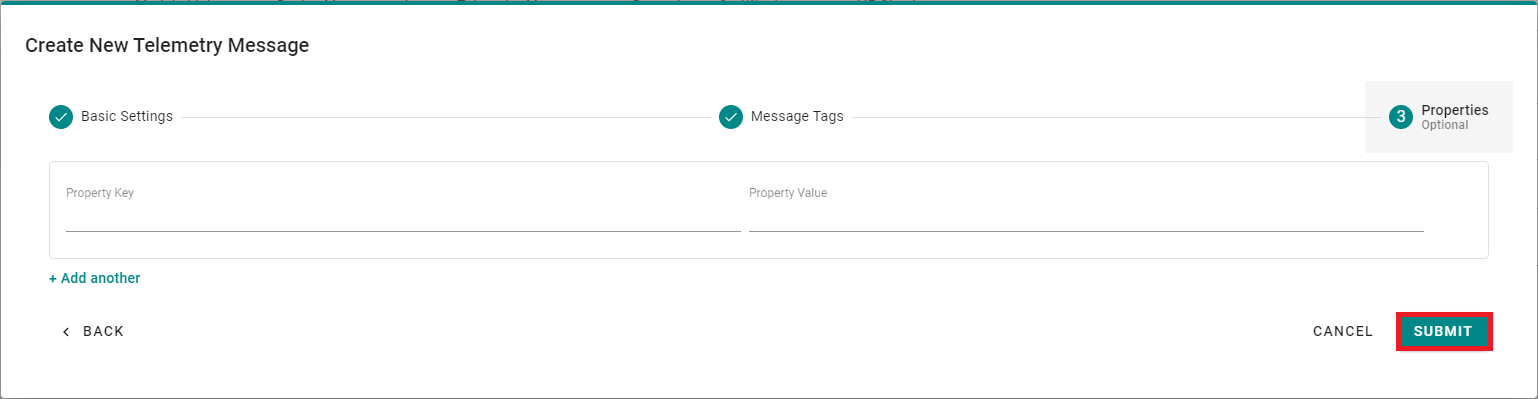 Create New Telemetry Message
Basic Settings
Message Tags
3 Properties
Optional
Property Key
Property Value
+ Add another
BACK
CANCEL
SUBMIT